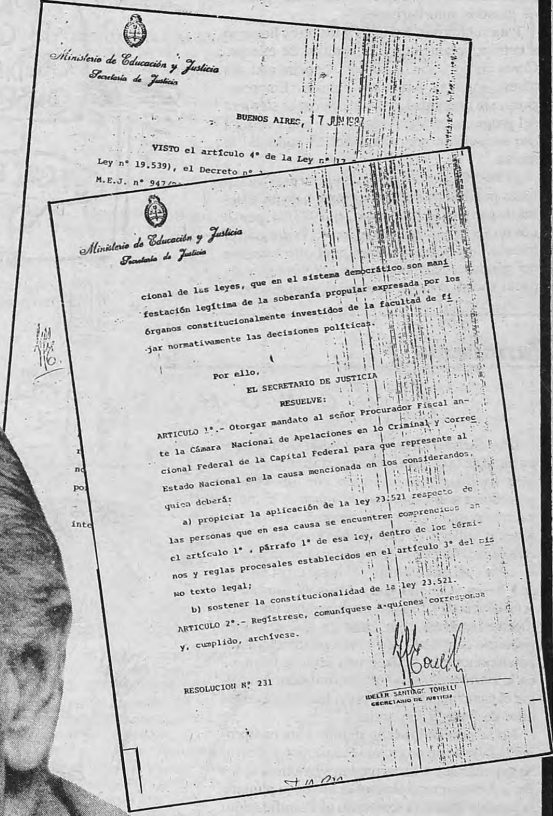 Ministerio de Educación y Justicia
Secretaría de Justicia
BUENOS AIRES, 17 JUN 1987
VISTO el artículo 4º de la Ley nº
Ley nº 19.539), el Decreto nº
M.E.J. nº 947/
Ministerio de Educación y Justicia
Secretaría de Justicia
cional de las leyes, que en el sistema democrático son mani
festación legítima de la soberanía propular expresada por los
órganos constitucionalmente investidos de la facultad de fi
jar normativamente las decisiones políticas.
Por ello,
EL SECRETARIO DE JUSTICIA
RESUELVE:
ARTICULO 1º.- Otorgar mandato al señor Procurador Fiscal an-
te la Cámara Nacional de Apelaciones en lo Criminal y Correc
cional Federal de la Capital Federal para que represente al
Estado Nacional en la causa mencionada en los considerandos,
quien deberá:
a) propiciar la aplicación de la ley 23.521 respecto de
las personas que en esa causa se encuentren comprendidas en
el artículo 1º, párrafo 1º de esa ley, dentro de los térmi-
nos y reglas procesales establecidos en el artículo 3º del mis
mo texto legal;
b) sostener la constitucionalidad de la ley 23.521.
ARTICULO 2º.- Regístrese, comuníquese a quienes corresponda
y, cumplido, archívese.
RESOLUCION Nº 231
IDELER SANTIAGO TONELLI
SECRETARIO DE JUSTICIA
no
po
inte